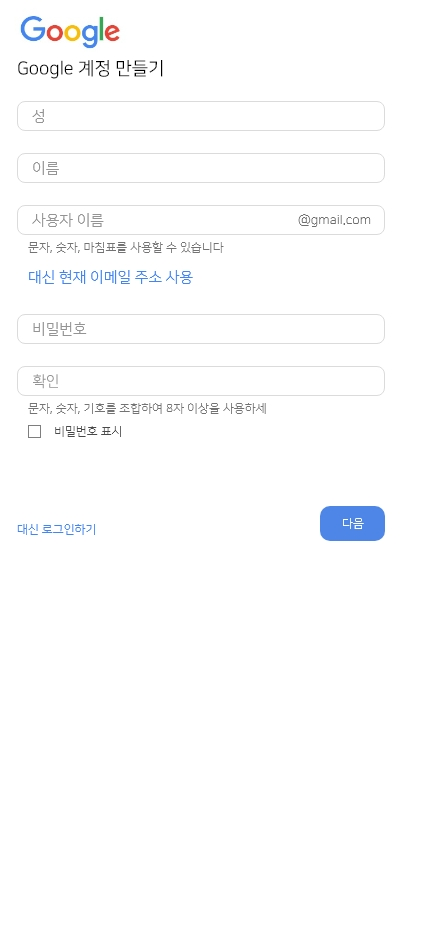 Google
Google 계정 만들기
성
이름
사용자 이름 @gmail.com
문자, 숫자, 마침표를 사용할 수 있습니다
대신 현재 이메일 주소 사용
비밀번호
확인
문자, 숫자, 기호를 조합하여 8자 이상을 사용하세
비밀번호 표시
대신 로그인하기 다음